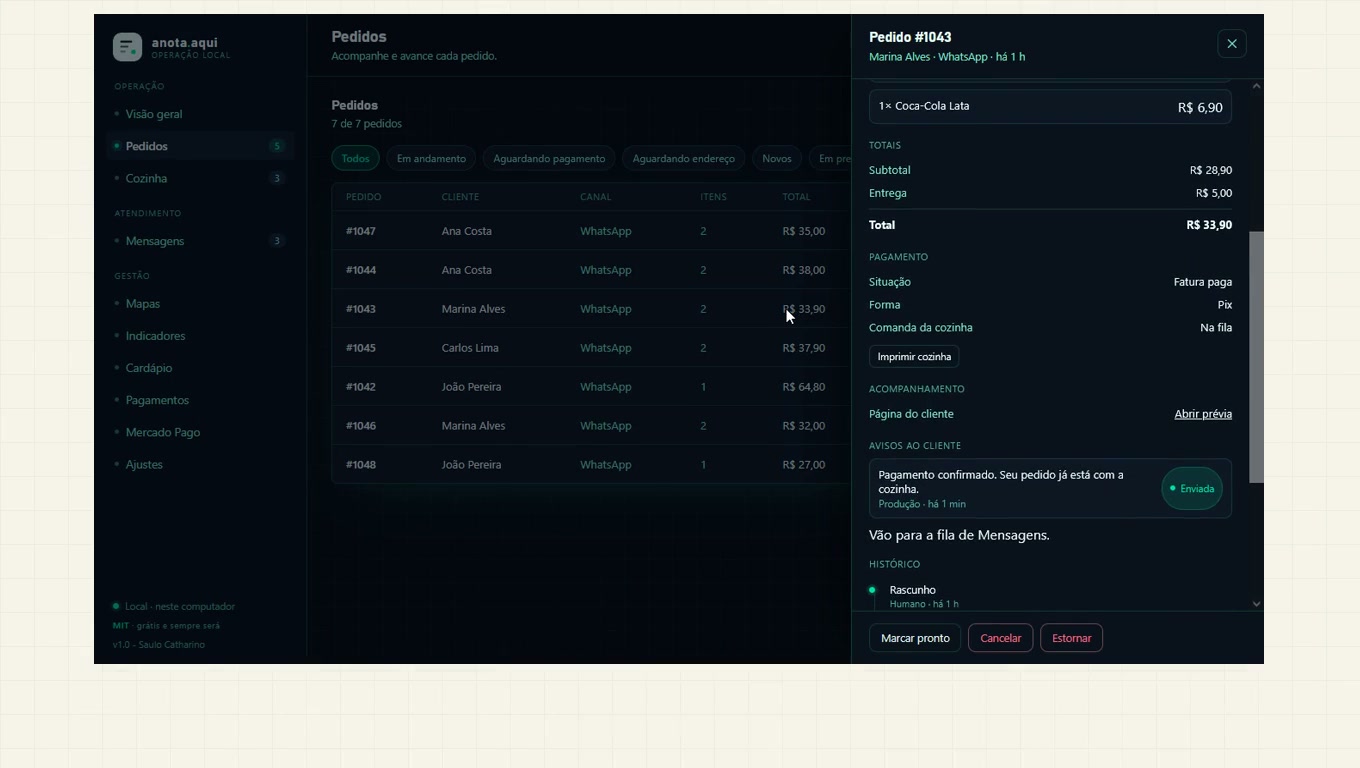 anota.aqui
OPERAÇÃO LOCAL
OPERAÇÃO
Visão geral
Pedidos 5
Cozinha 3
ATENDIMENTO
Mensagens 3
GESTÃO
Mapas
Indicadores
Cardápio
Pagamentos
Mercado Pago
Ajustes
Local · neste computador
MIT · grátis e sempre será
v1.0 - Saulo Catharino
Pedidos
Acompanhe e avance cada pedido.
Pedidos
7 de 7 pedidos
Todos Em andamento Aguardando pagamento Aguardando endereço Novos Em pre
PEDIDO CLIENTE CANAL ITENS TOTAL
#1047 Ana Costa WhatsApp 2 R$ 35,00
#1044 Ana Costa WhatsApp 2 R$ 38,00
#1043 Marina Alves WhatsApp 2 R$ 33,90
#1045 Carlos Lima WhatsApp 2 R$ 37,90
#1042 João Pereira WhatsApp 1 R$ 64,80
#1046 Marina Alves WhatsApp 2 R$ 32,00
#1048 João Pereira WhatsApp 1 R$ 27,00
Pedido #1043
Marina Alves · WhatsApp · há 1 h
1× Coca-Cola Lata R$ 6,90
TOTAIS
Subtotal R$ 28,90
Entrega R$ 5,00
Total R$ 33,90
PAGAMENTO
Situação Fatura paga
Forma Pix
Comanda da cozinha Na fila
Imprimir cozinha
ACOMPANHAMENTO
Página do cliente Abrir prévia
AVISOS AO CLIENTE
Pagamento confirmado. Seu pedido já está com a
cozinha.
Produção · há 1 min
Enviada
Vão para a fila de Mensagens.
HISTÓRICO
Rascunho
Humano · há 1 h
Marcar pronto Cancelar Estornar